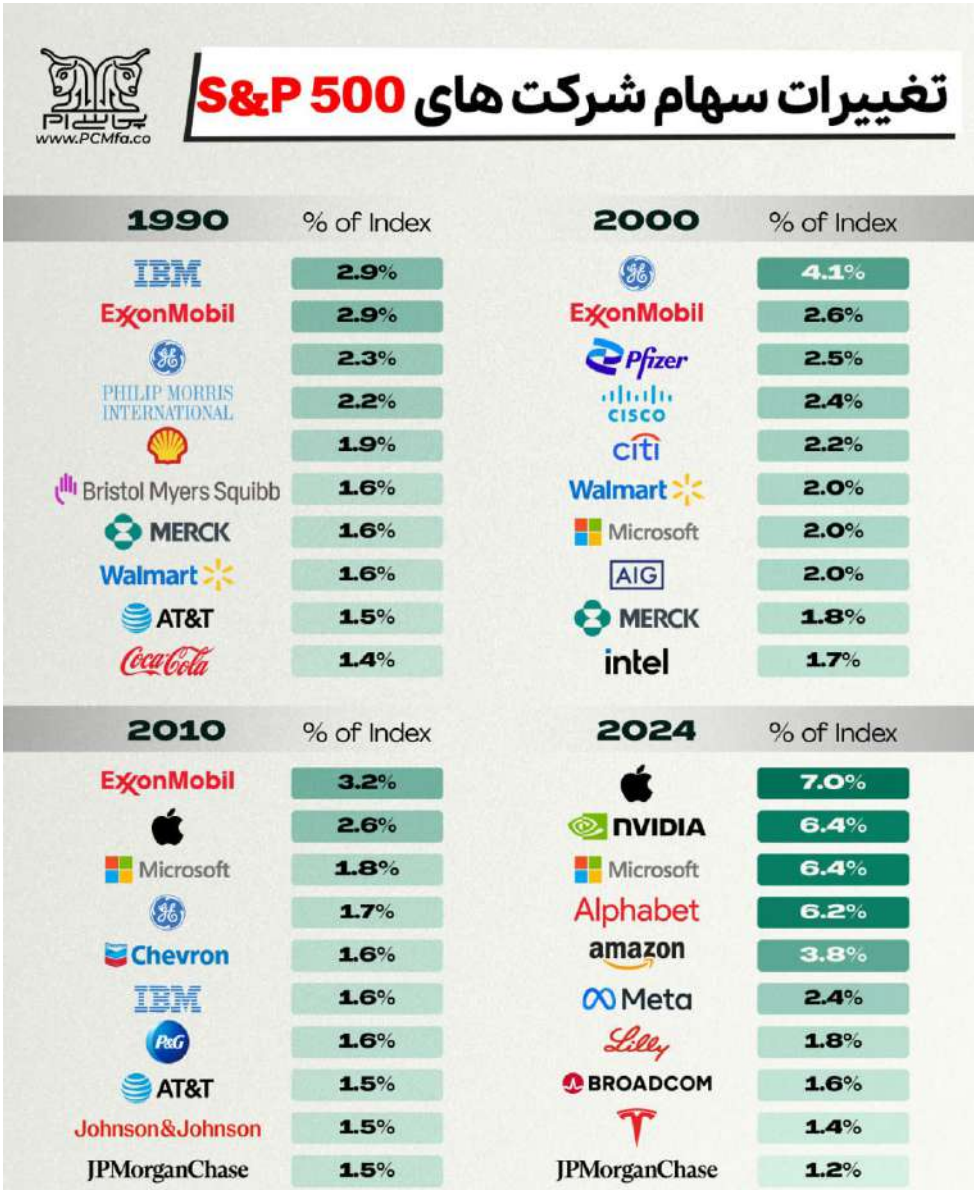 تغییرات سهام شرکت های S&P 500
پی‌سی‌ام
www.PCMfa.co
1990 % of Index
IBM 2.9%
ExxonMobil 2.9%
GE 2.3%
PHILIP MORRIS
INTERNATIONAL 2.2%
1.9%
Bristol Myers Squibb 1.6%
MERCK 1.6%
Walmart 1.6%
AT&T 1.5%
Coca-Cola 1.4%
2000 % of Index
GE 4.1%
ExxonMobil 2.6%
Pfizer 2.5%
CISCO 2.4%
citi 2.2%
Walmart 2.0%
Microsoft 2.0%
AIG 2.0%
MERCK 1.8%
intel 1.7%
2010 % of Index
ExxonMobil 3.2%
2.6%
Microsoft 1.8%
GE 1.7%
Chevron 1.6%
IBM 1.6%
P&G 1.6%
AT&T 1.5%
Johnson&Johnson 1.5%
JPMorganChase 1.5%
2024 % of Index
7.0%
NVIDIA 6.4%
Microsoft 6.4%
Alphabet 6.2%
amazon 3.8%
Meta 2.4%
Lilly 1.8%
BROADCOM 1.6%
1.4%
JPMorganChase 1.2%